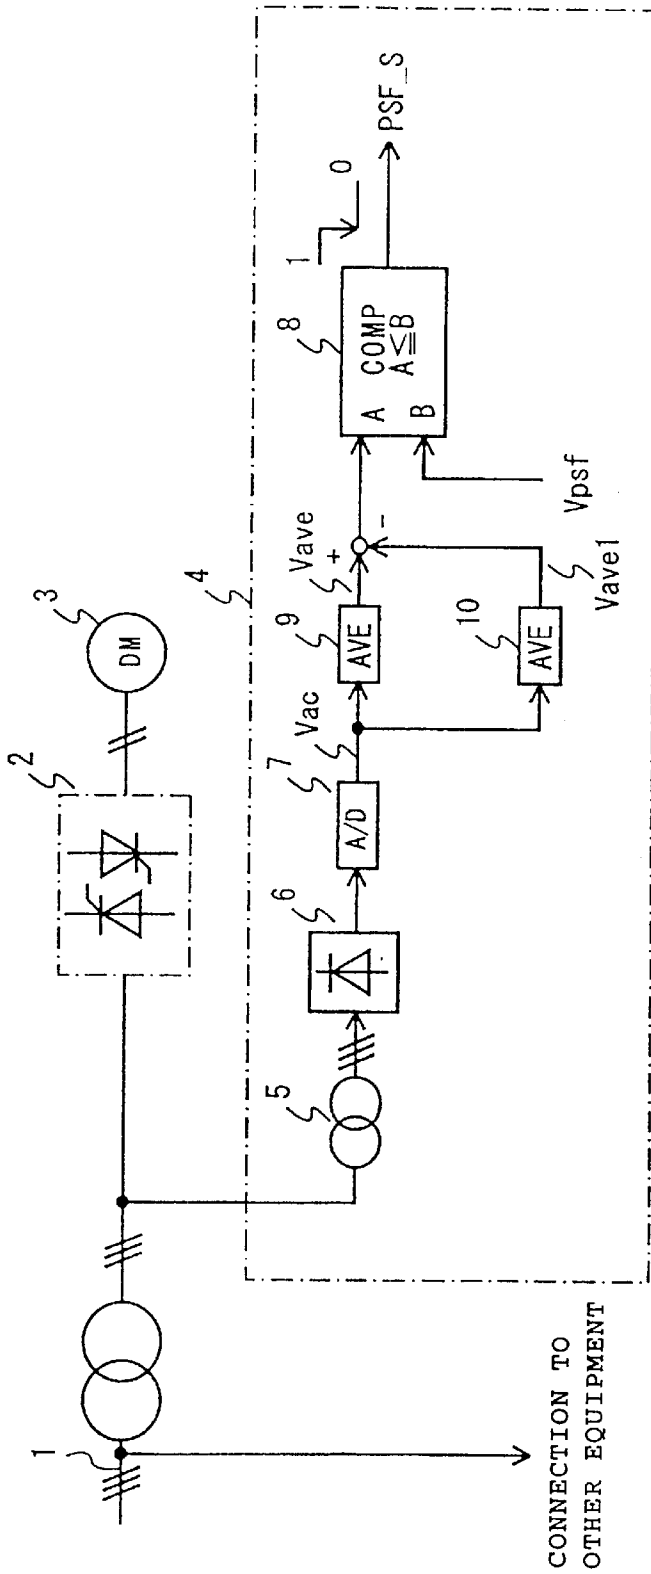 1
2
3
DM
4
5
6
7
A/D
Vac
9
AVE
Vave
+
-
10
AVE
Vave1
Vpsf
8
COMP
A≦B
A
B
1
0
PSF_S
CONNECTION TO
OTHER EQUIPMENT